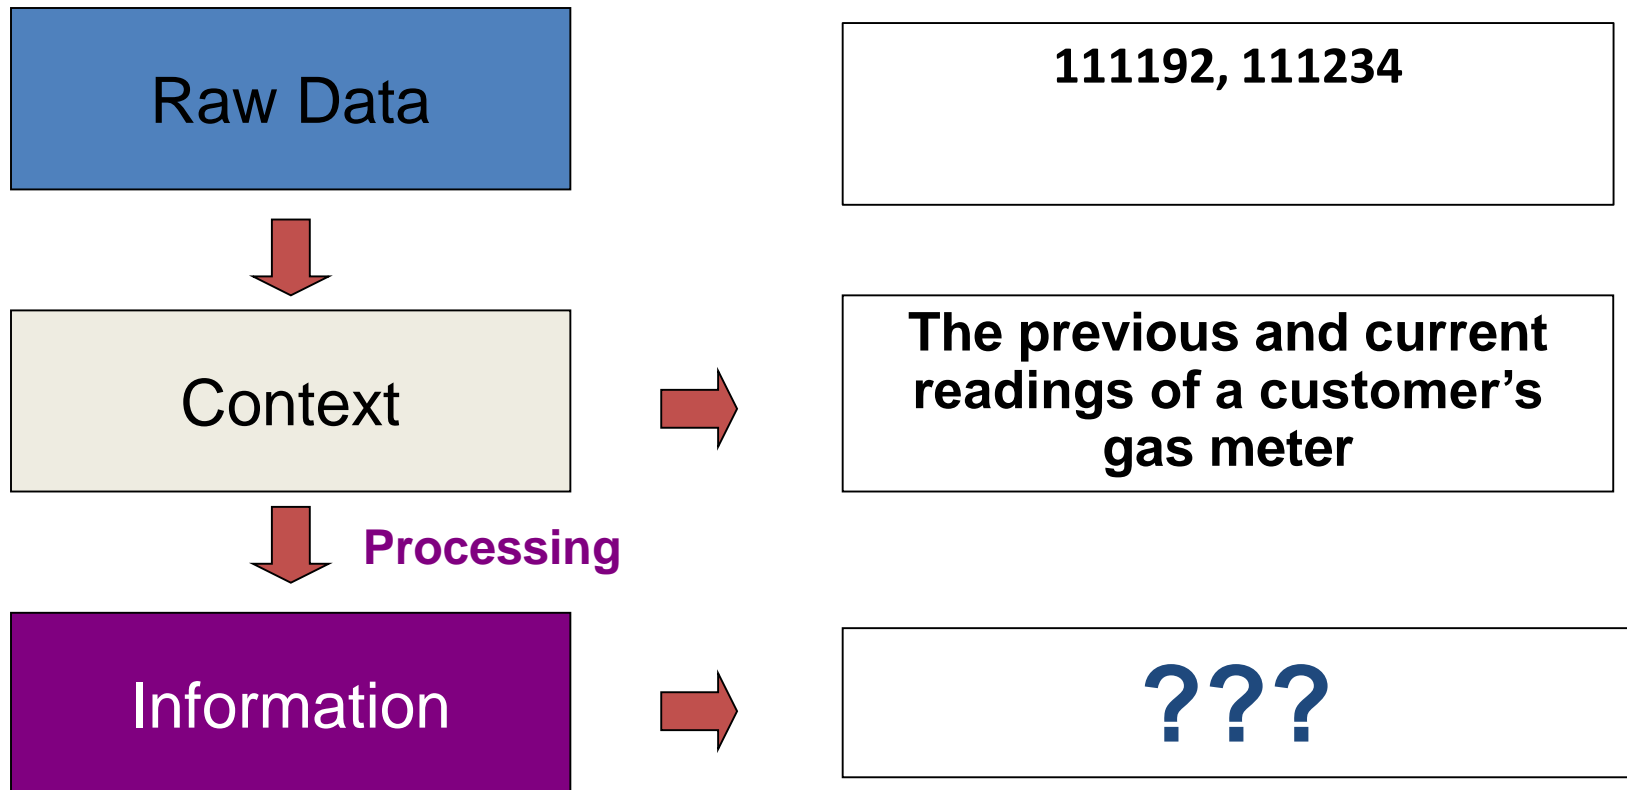 Raw Data
111192, 111234
Context
The previous and current
readings of a customer’s
gas meter
Processing
Information
???